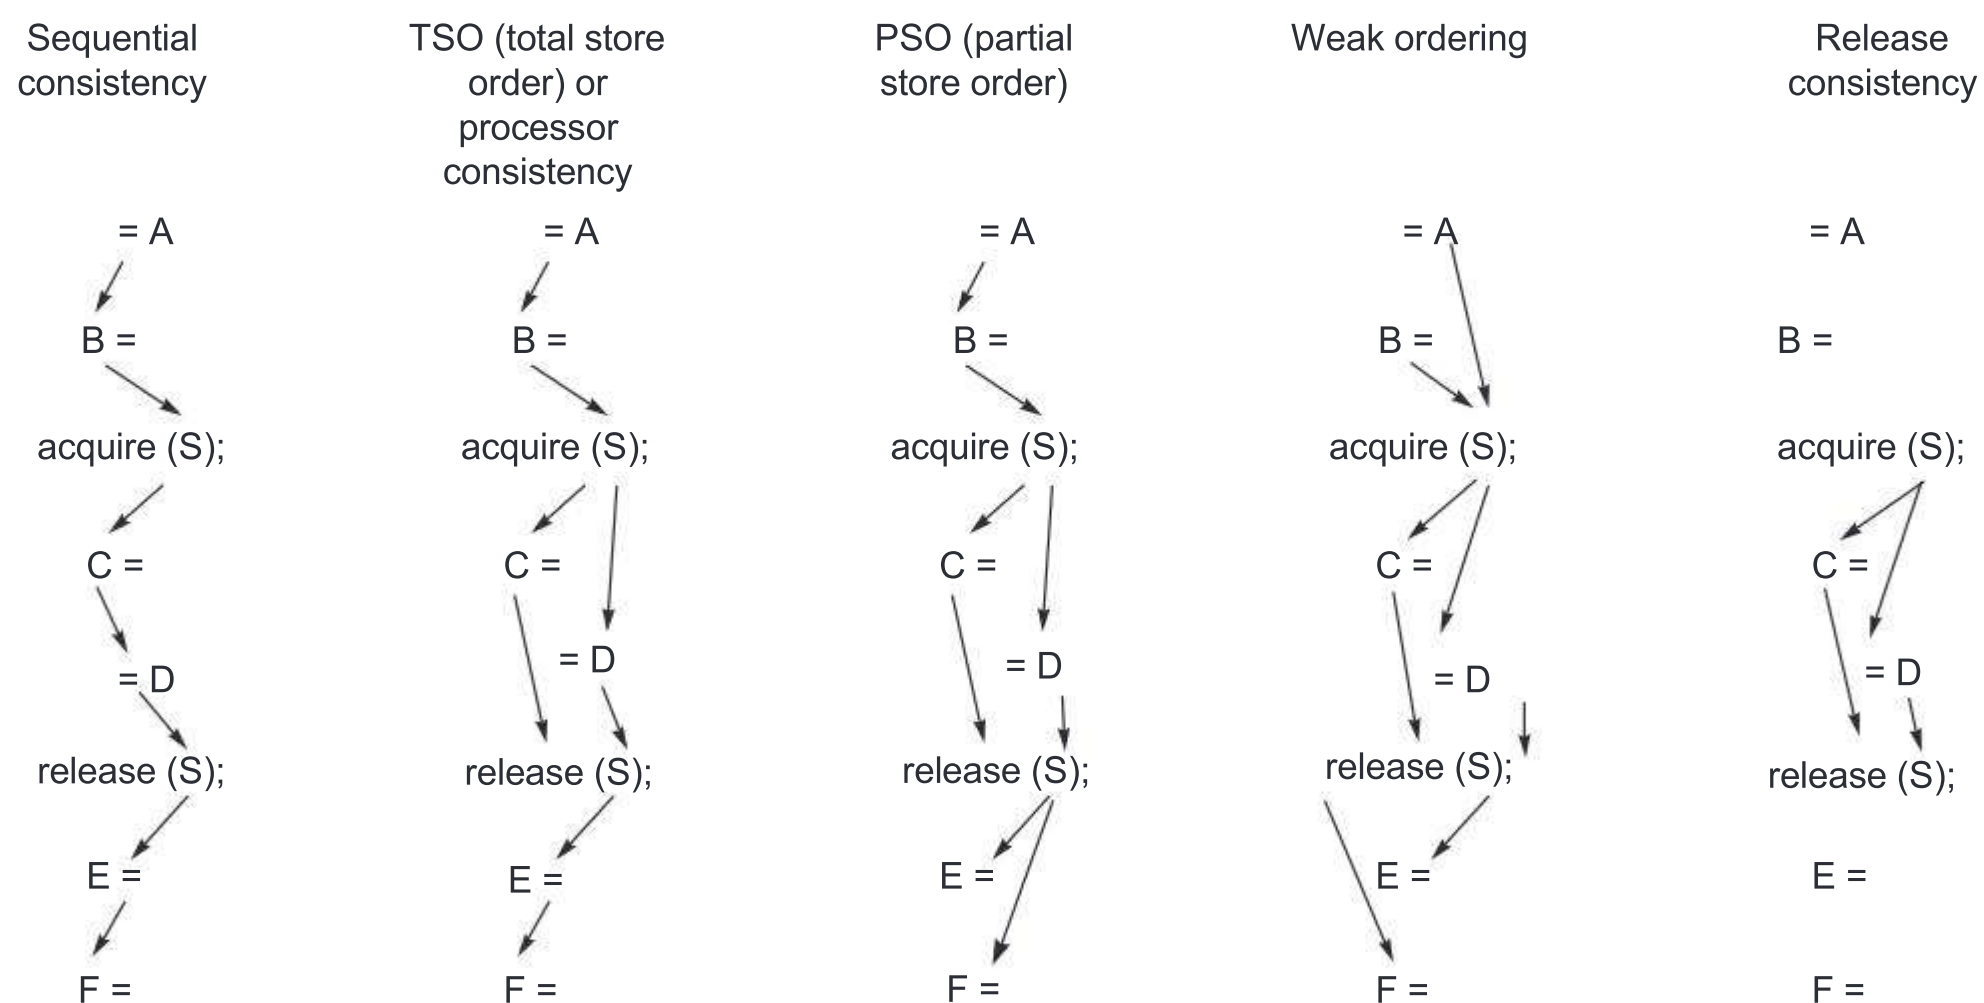 Sequential
consistency
TSO (total store
order) or
processor
consistency
PSO (partial
store order)
Weak ordering
Release
consistency
= A
B =
acquire (S);
C =
= D
release (S);
E =
F =
= A
B =
acquire (S);
C =
= D
release (S);
E =
F =
= A
B =
acquire (S);
C =
= D
release (S);
E =
F =
= A
B =
acquire (S);
C =
= D
release (S);
E =
F =
= A
B =
acquire (S);
C =
= D
release (S);
E =
F =